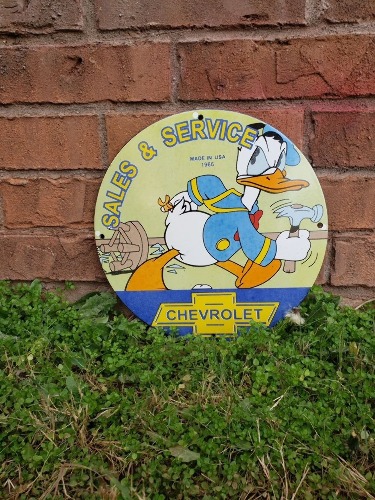 SALES & SERVICE
MADE IN USA
1960
CHEVROLET